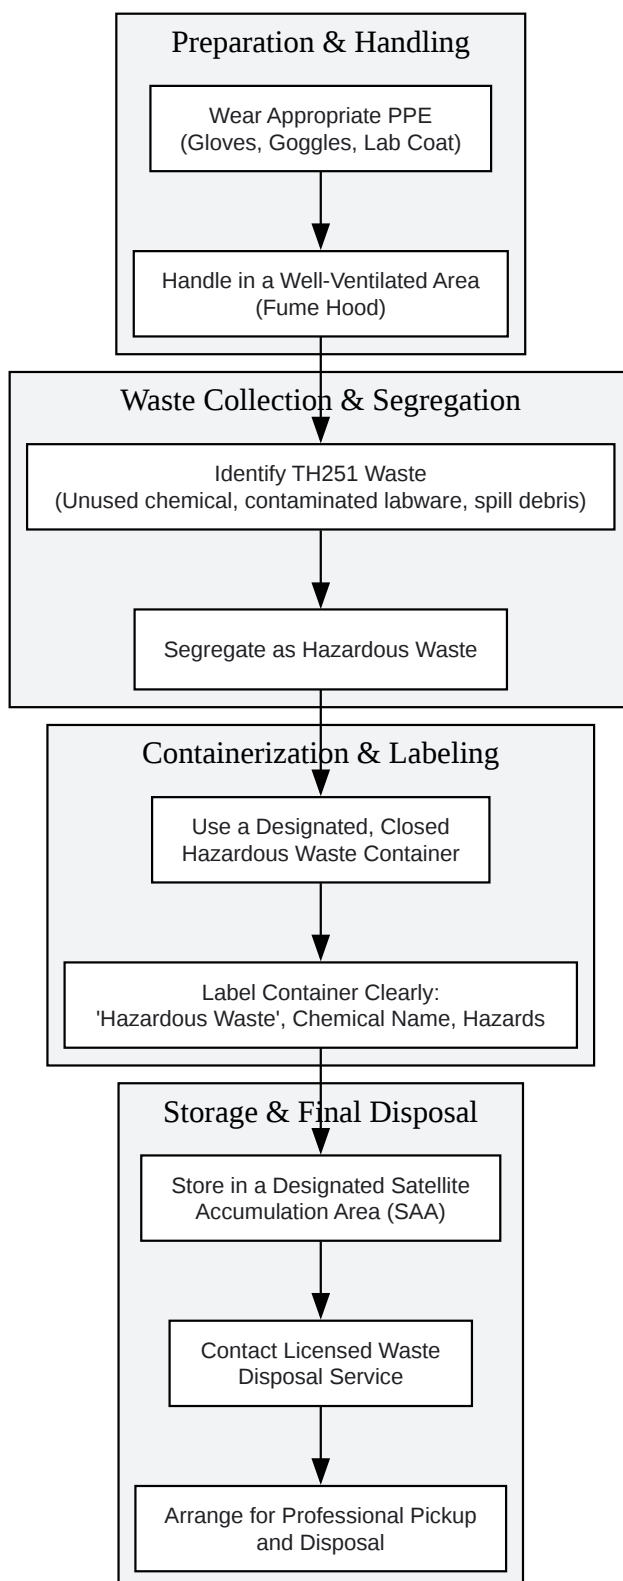 Preparation & Handling
Wear Appropriate PPE
(Gloves, Goggles, Lab Coat)
Handle in a Well-Ventilated Area
(Fume Hood)
Waste Collection & Segregation
Identify TH251 Waste
(Unused chemical, contaminated labware, spill debris)
Segregate as Hazardous Waste
Containerization & Labeling
Use a Designated, Closed
Hazardous Waste Container
Label Container Clearly:
'Hazardous Waste', Chemical Name, Hazards
Storage & Final Disposal
Store in a Designated Satellite
Accumulation Area (SAA)
Contact Licensed Waste
Disposal Service
Arrange for Professional Pickup
and Disposal